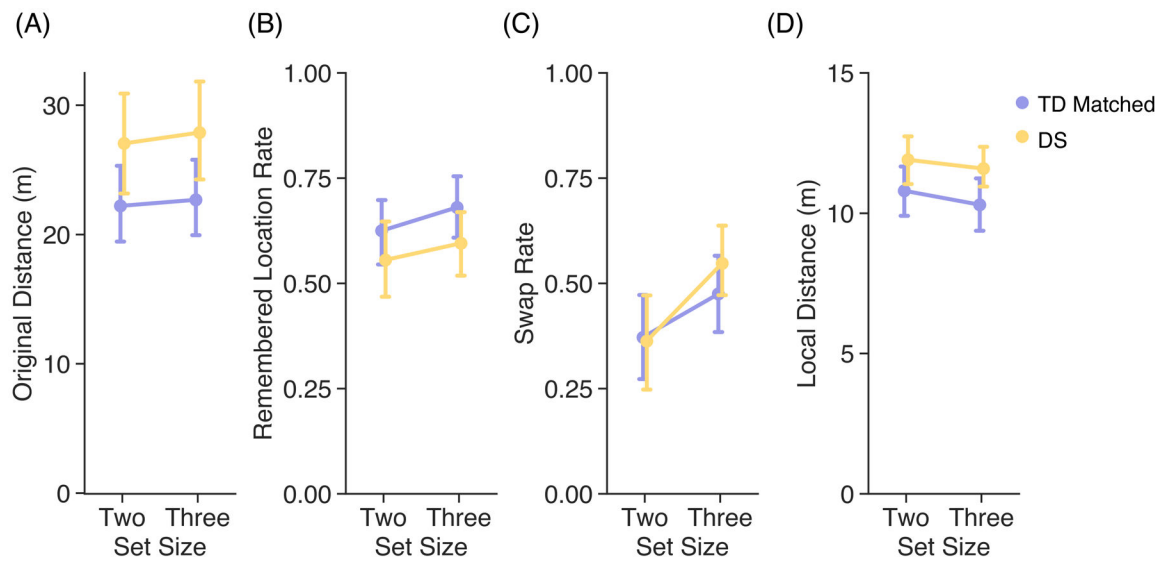 (A)
Original Distance (m)
30
20
10
0
Two Three
Set Size
(B)
Remembered Location Rate
1.00
0.75
0.50
0.25
0.00
Two Three
Set Size
(C)
Swap Rate
1.00
0.75
0.50
0.25
0.00
Two Three
Set Size
(D)
Local Distance (m)
15
10
5
0
Two Three
Set Size
TD Matched
DS